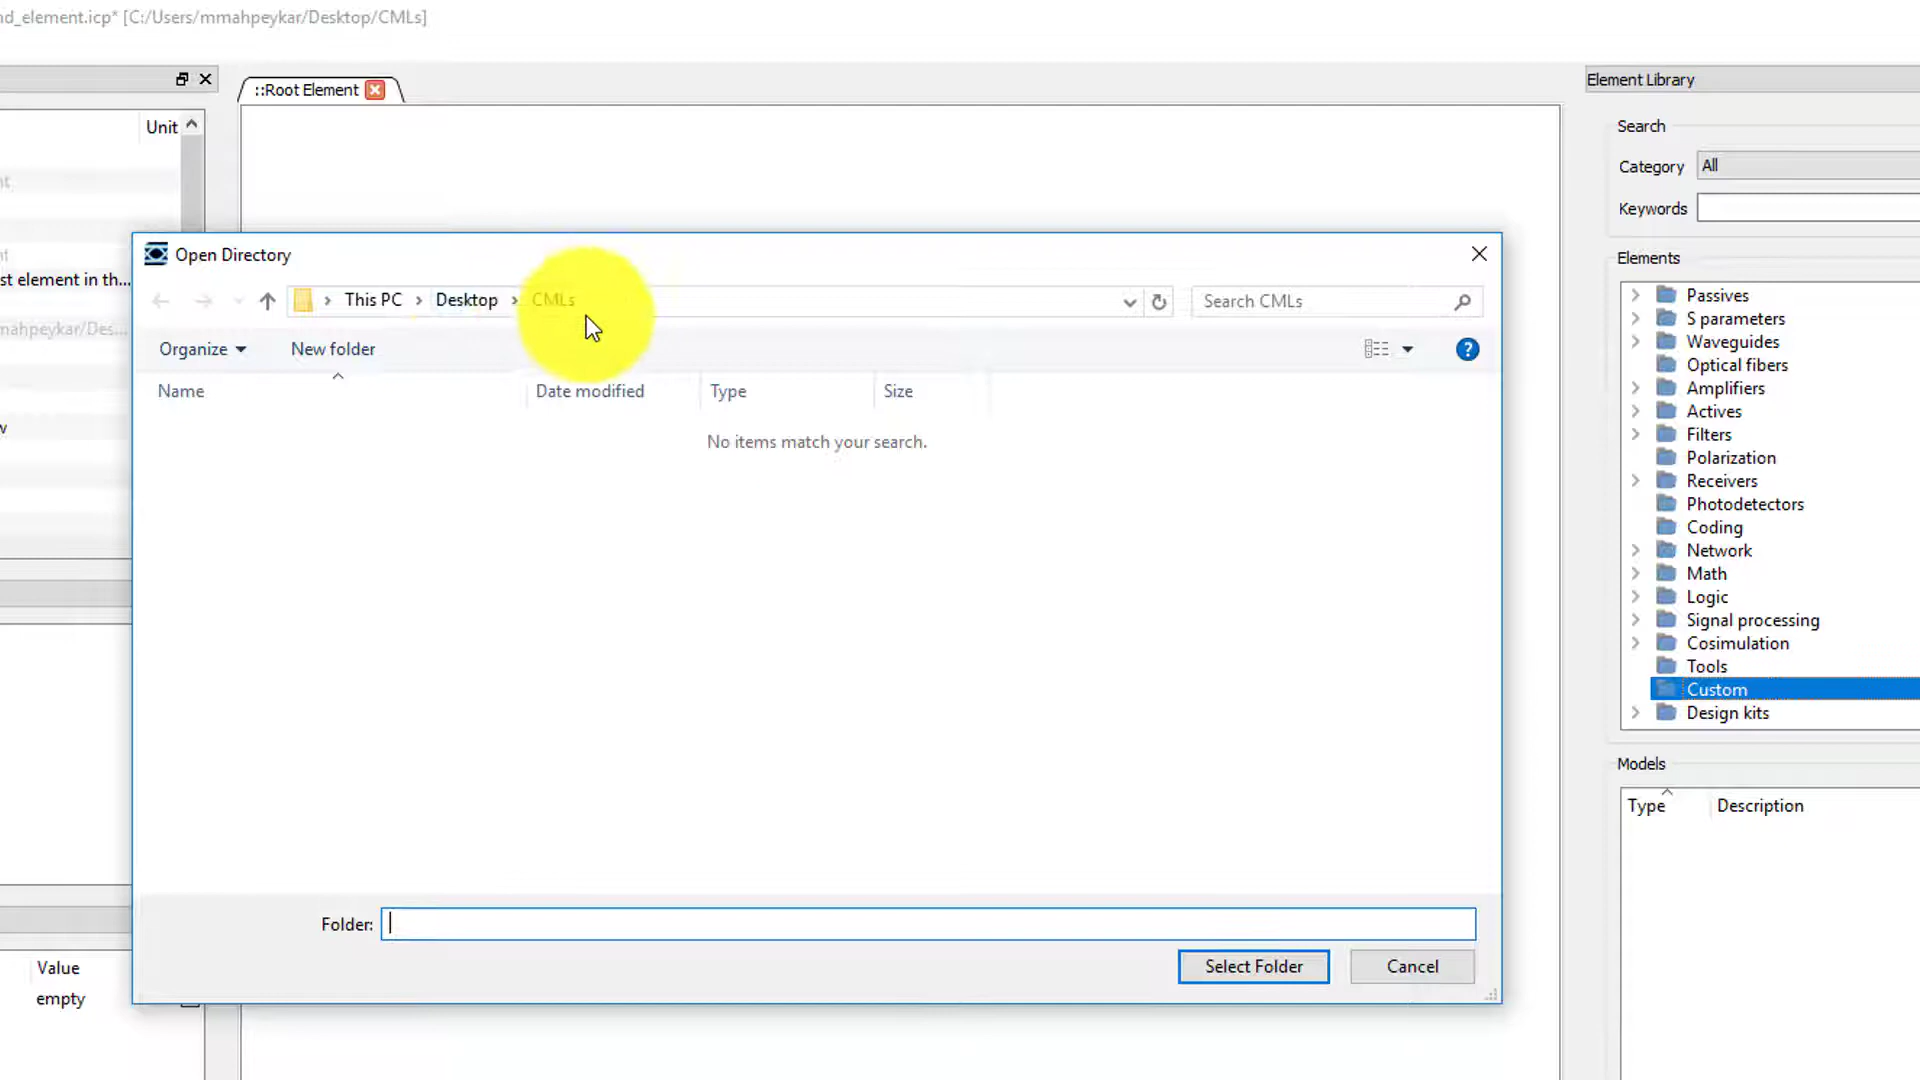 nd_element.icp* [C:/Users/mmahpeykar/Desktop/CMLs]
::Root Element
Element Library
Unit
Search
Category All
Keywords
nt
nt
st element in th...
mahpeykar/Des...
w
Open Directory
This PC > Desktop > CMLs
Search CMLs
Organize New folder
Name Date modified Type Size
No items match your search.
Folder:
Select Folder Cancel
Value
empty
Elements
Passives
S parameters
Waveguides
Optical fibers
Amplifiers
Actives
Filters
Polarization
Receivers
Photodetectors
Coding
Network
Math
Logic
Signal processing
Cosimulation
Tools
Custom
Design kits
Models
Type Description